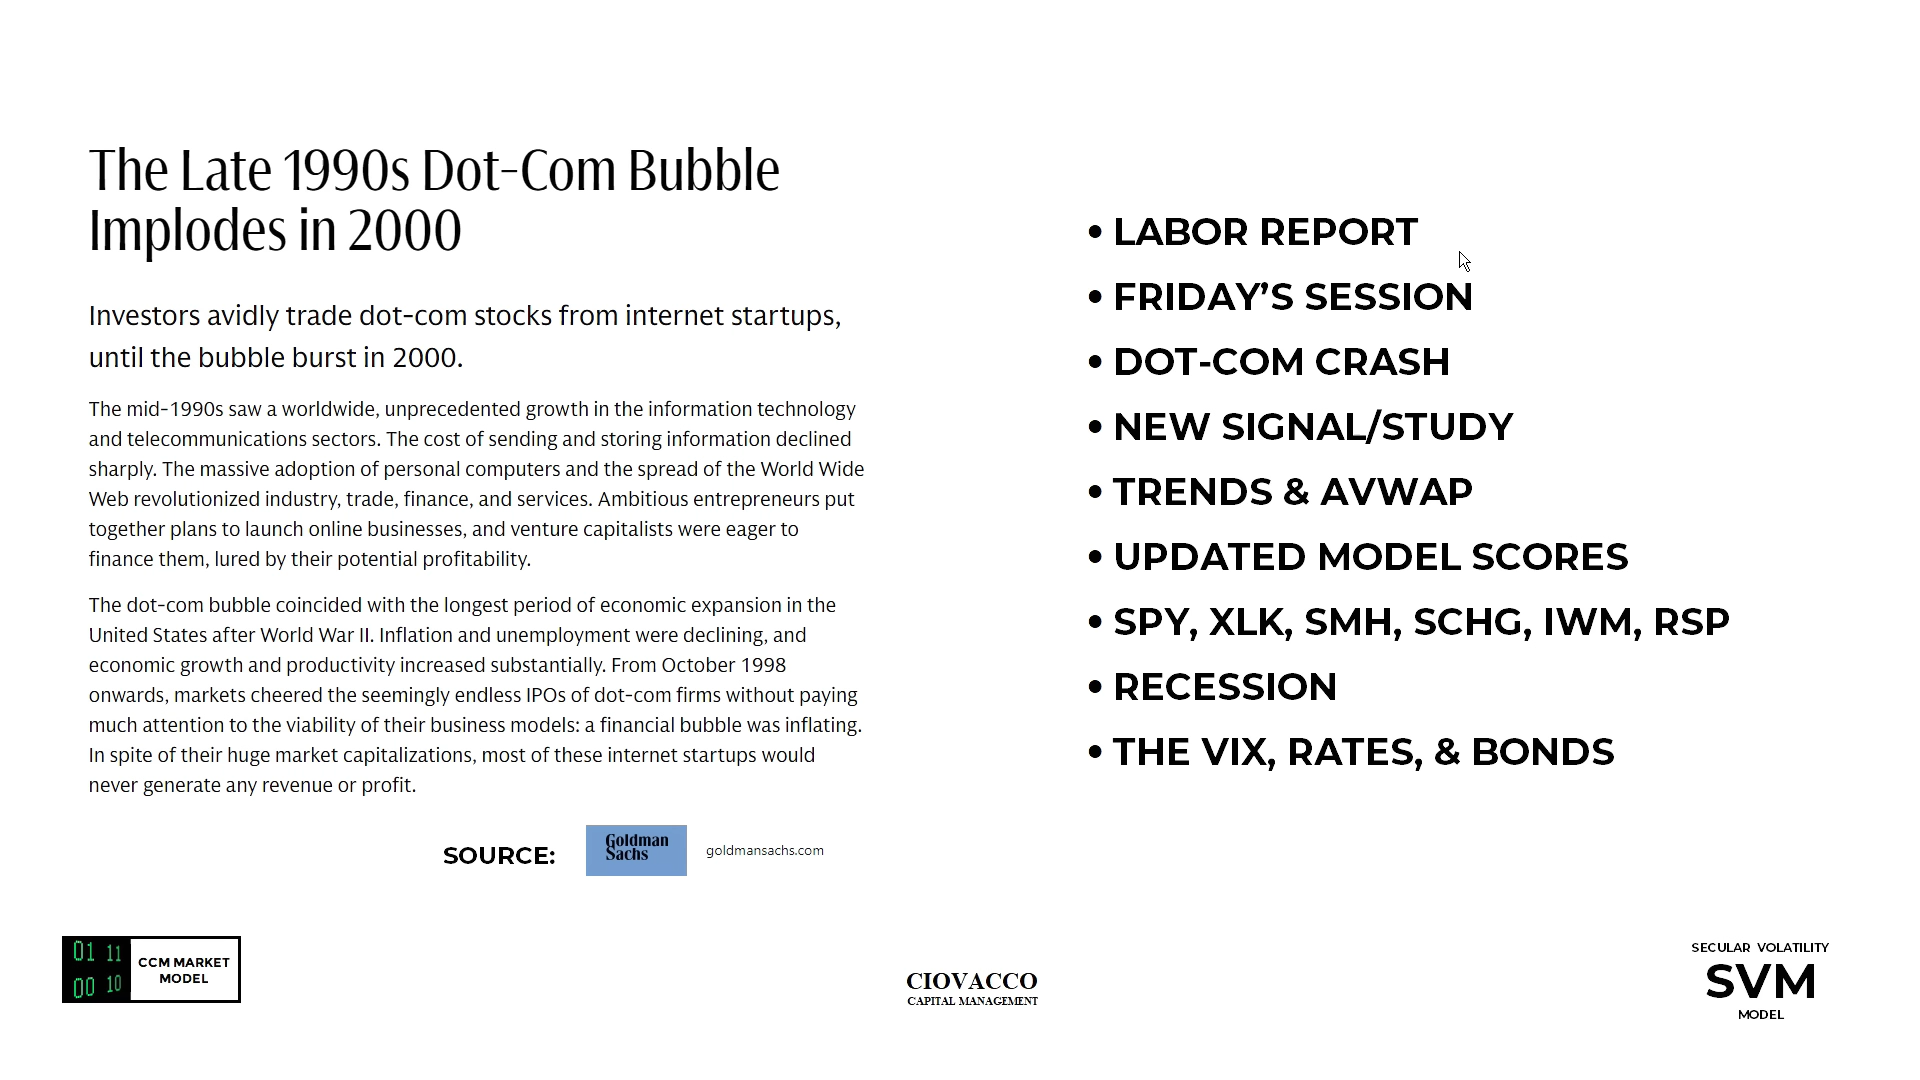 The Late 1990s Dot-Com Bubble
Implodes in 2000
Investors avidly trade dot-com stocks from internet startups,
until the bubble burst in 2000.
The mid-1990s saw a worldwide, unprecedented growth in the information technology
and telecommunications sectors. The cost of sending and storing information declined
sharply. The massive adoption of personal computers and the spread of the World Wide
Web revolutionized industry, trade, finance, and services. Ambitious entrepreneurs put
together plans to launch online businesses, and venture capitalists were eager to
finance them, lured by their potential profitability.
The dot-com bubble coincided with the longest period of economic expansion in the
United States after World War II. Inflation and unemployment were declining, and
economic growth and productivity increased substantially. From October 1998
onwards, markets cheered the seemingly endless IPOs of dot-com firms without paying
much attention to the viability of their business models: a financial bubble was inflating.
In spite of their huge market capitalizations, most of these internet startups would
never generate any revenue or profit.
SOURCE:
Goldman
Sachs
goldmansachs.com
• LABOR REPORT
• FRIDAY’S SESSION
• DOT-COM CRASH
• NEW SIGNAL/STUDY
• TRENDS & AVWAP
• UPDATED MODEL SCORES
• SPY, XLK, SMH, SCHG, IWM, RSP
• RECESSION
• THE VIX, RATES, & BONDS
01 11
00 10
CCM MARKET
MODEL
CIOVACCO
CAPITAL MANAGEMENT
SECULAR VOLATILITY
SVM
MODEL